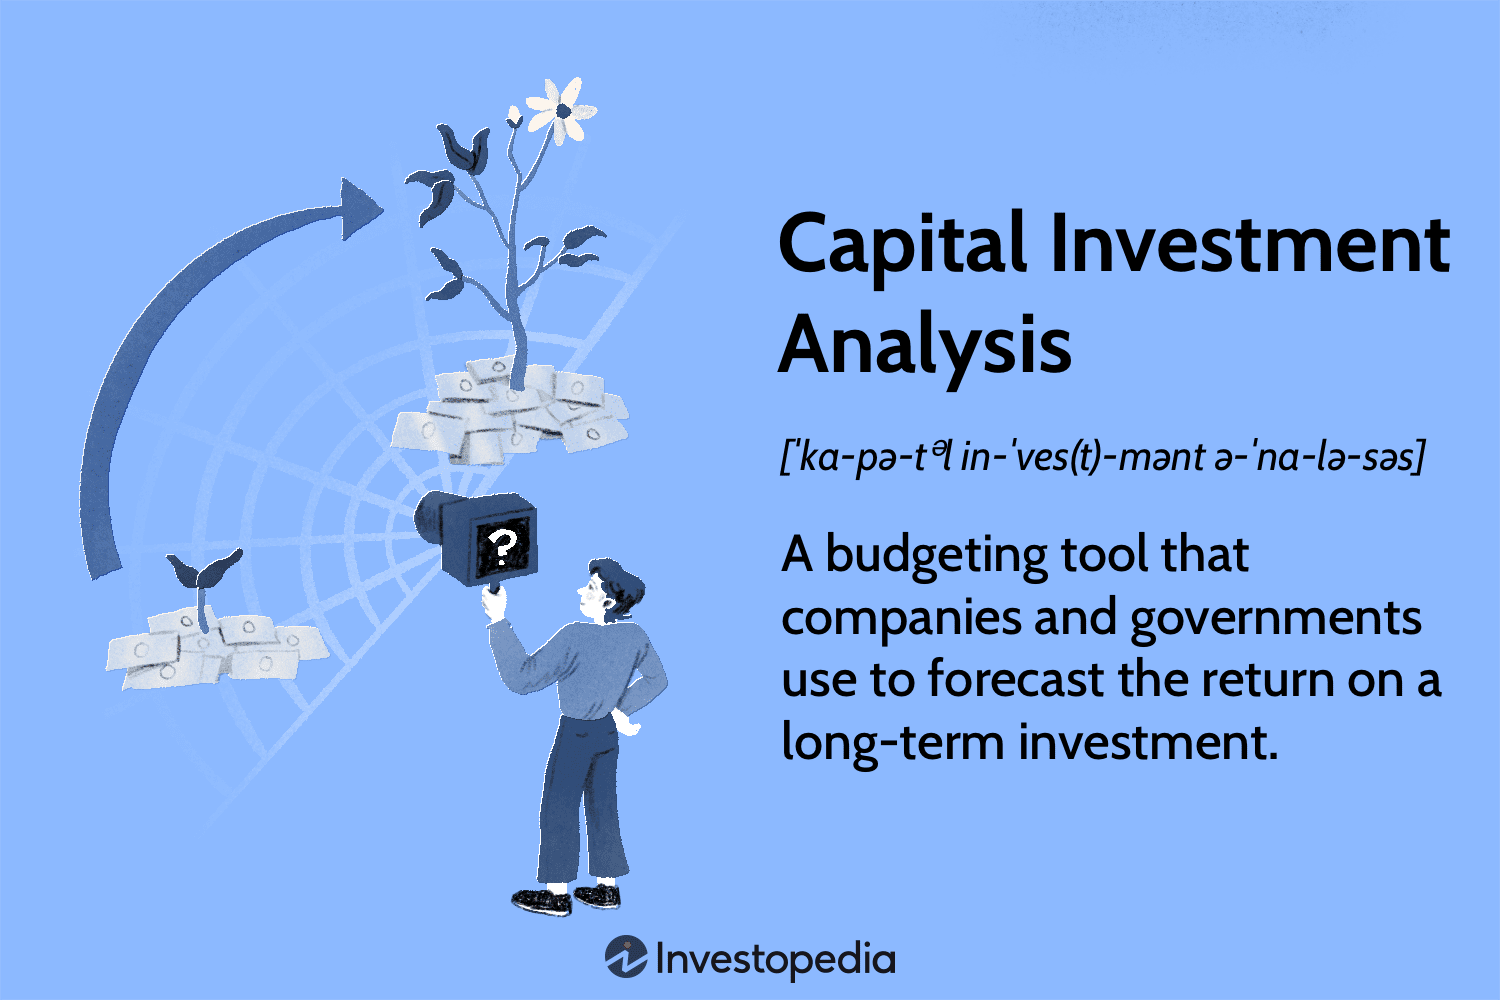 Capital Investment
Analysis
[ˈka-pə-tᵊl in-ˈves(t)-mənt ə-ˈna-lə-səs]
A budgeting tool that
companies and governments
use to forecast the return on a
long-term investment.
?
Investopedia